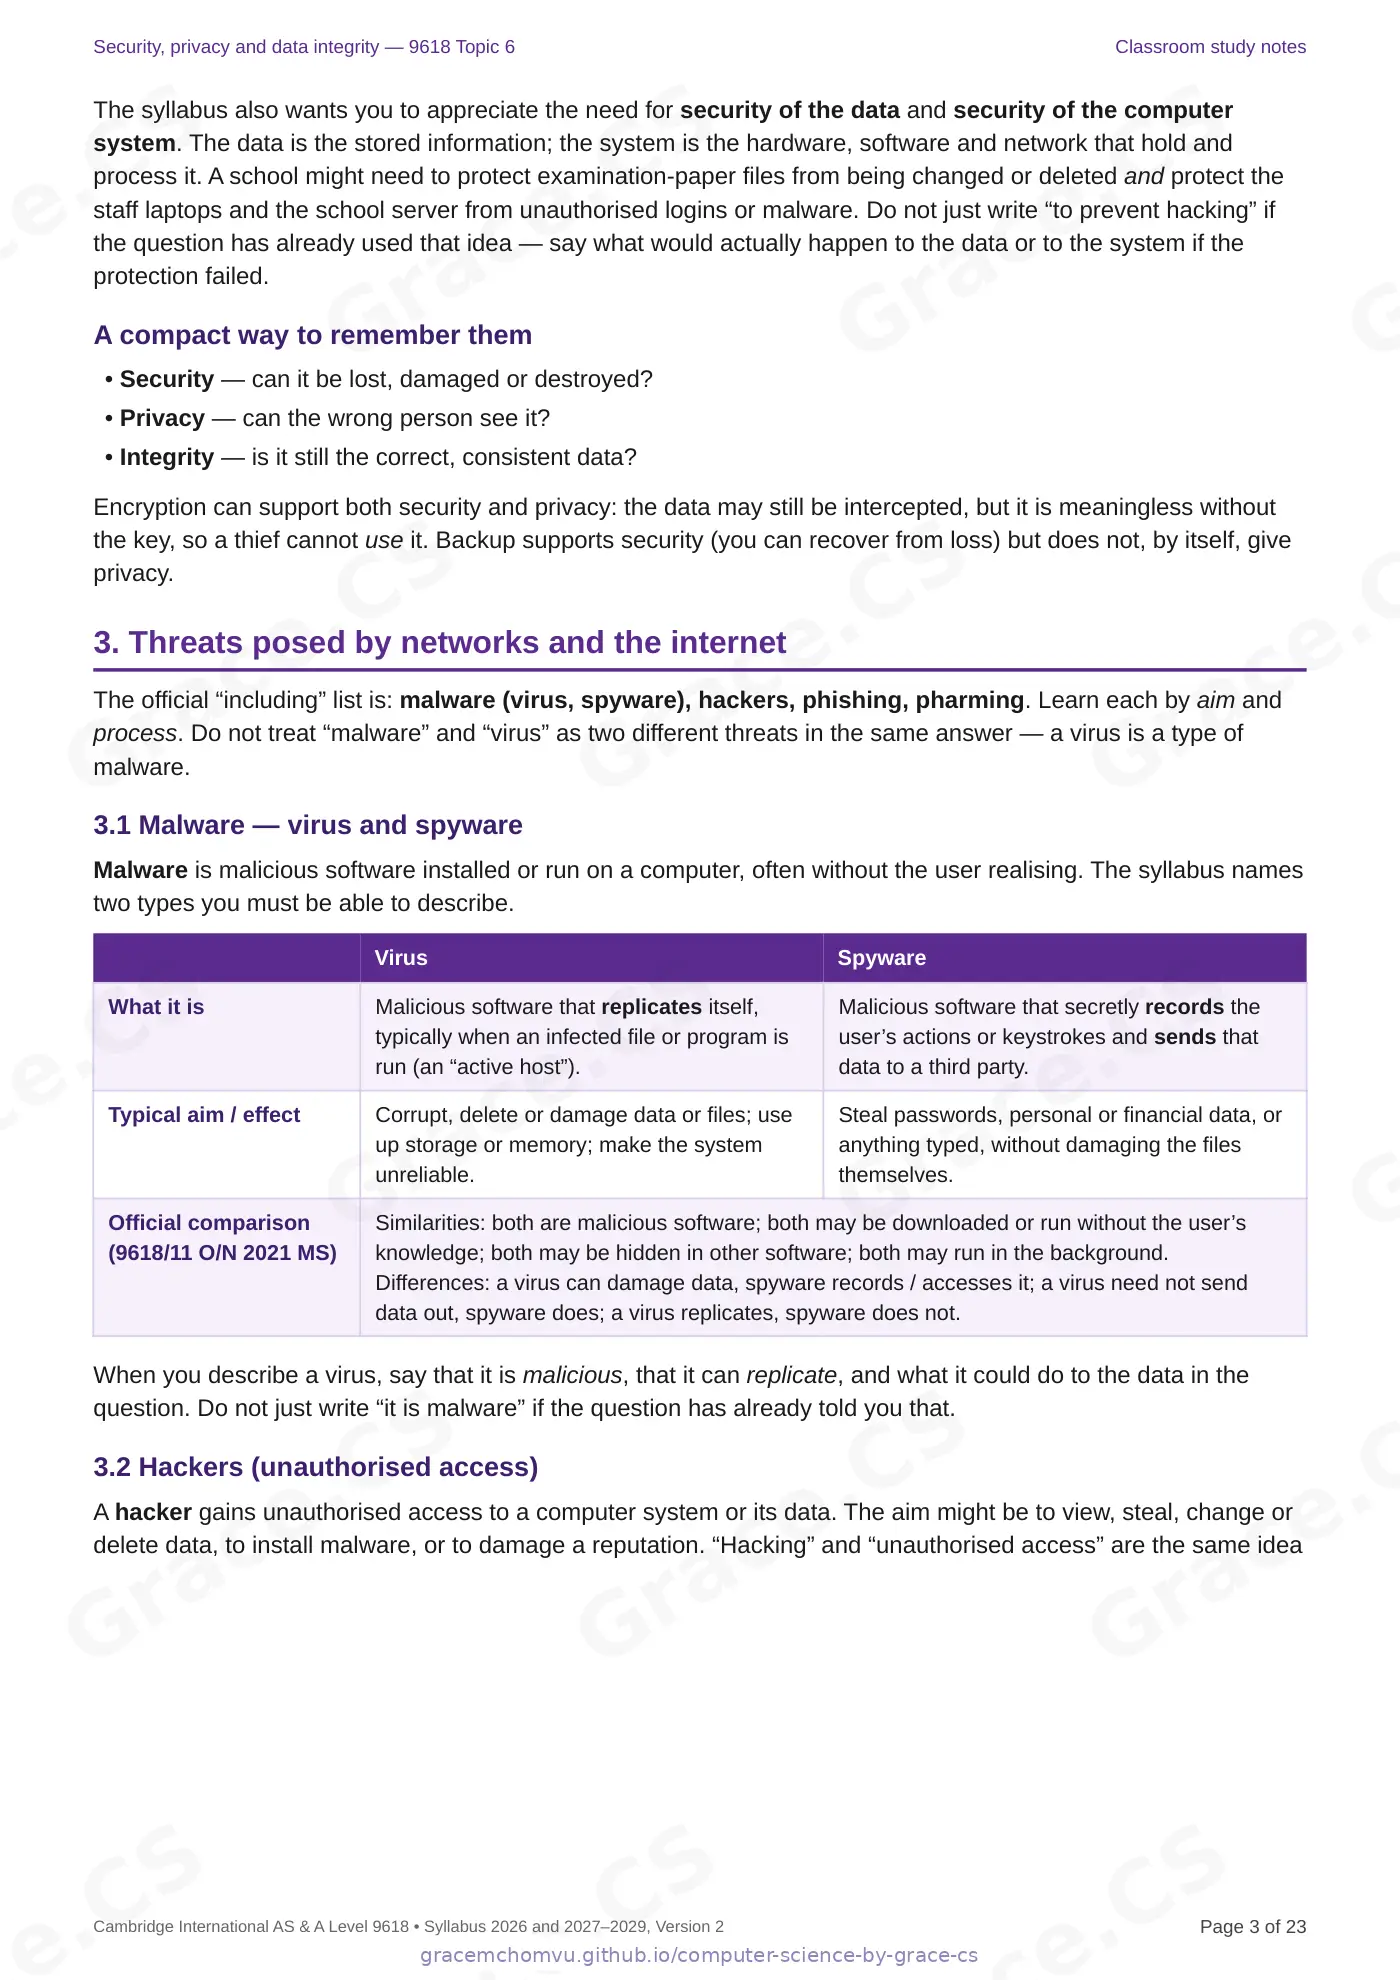 Security, privacy and data integrity — 9618 Topic 6
Classroom study notes
The syllabus also wants you to appreciate the need for security of the data and security of the computer
system. The data is the stored information; the system is the hardware, software and network that hold and
process it. A school might need to protect examination-paper files from being changed or deleted and protect the
staff laptops and the school server from unauthorised logins or malware. Do not just write “to prevent hacking” if
the question has already used that idea — say what would actually happen to the data or to the system if the
protection failed.
A compact way to remember them
• Security — can it be lost, damaged or destroyed?
• Privacy — can the wrong person see it?
• Integrity — is it still the correct, consistent data?
Encryption can support both security and privacy: the data may still be intercepted, but it is meaningless without
the key, so a thief cannot use it. Backup supports security (you can recover from loss) but does not, by itself, give
privacy.
3. Threats posed by networks and the internet
The official “including” list is: malware (virus, spyware), hackers, phishing, pharming. Learn each by aim and
process. Do not treat “malware” and “virus” as two different threats in the same answer — a virus is a type of
malware.
3.1 Malware — virus and spyware
Malware is malicious software installed or run on a computer, often without the user realising. The syllabus names
two types you must be able to describe.
Virus
Spyware
What it is
Malicious software that replicates itself,
typically when an infected file or program is
run (an “active host”).
Malicious software that secretly records the
user’s actions or keystrokes and sends that
data to a third party.
Typical aim / effect
Corrupt, delete or damage data or files; use
up storage or memory; make the system
unreliable.
Steal passwords, personal or financial data, or
anything typed, without damaging the files
themselves.
Official comparison
(9618/11 O/N 2021 MS)
Similarities: both are malicious software; both may be downloaded or run without the user’s
knowledge; both may be hidden in other software; both may run in the background.
Differences: a virus can damage data, spyware records / accesses it; a virus need not send
data out, spyware does; a virus replicates, spyware does not.
When you describe a virus, say that it is malicious, that it can replicate, and what it could do to the data in the
question. Do not just write “it is malware” if the question has already told you that.
3.2 Hackers (unauthorised access)
A hacker gains unauthorised access to a computer system or its data. The aim might be to view, steal, change or
delete data, to install malware, or to damage a reputation. “Hacking” and “unauthorised access” are the same idea
Cambridge International AS & A Level 9618 • Syllabus 2026 and 2027–2029, Version 2
Page 3 of 23
gracemchomvu.github.io/computer-science-by-grace-cs
Grace.CS